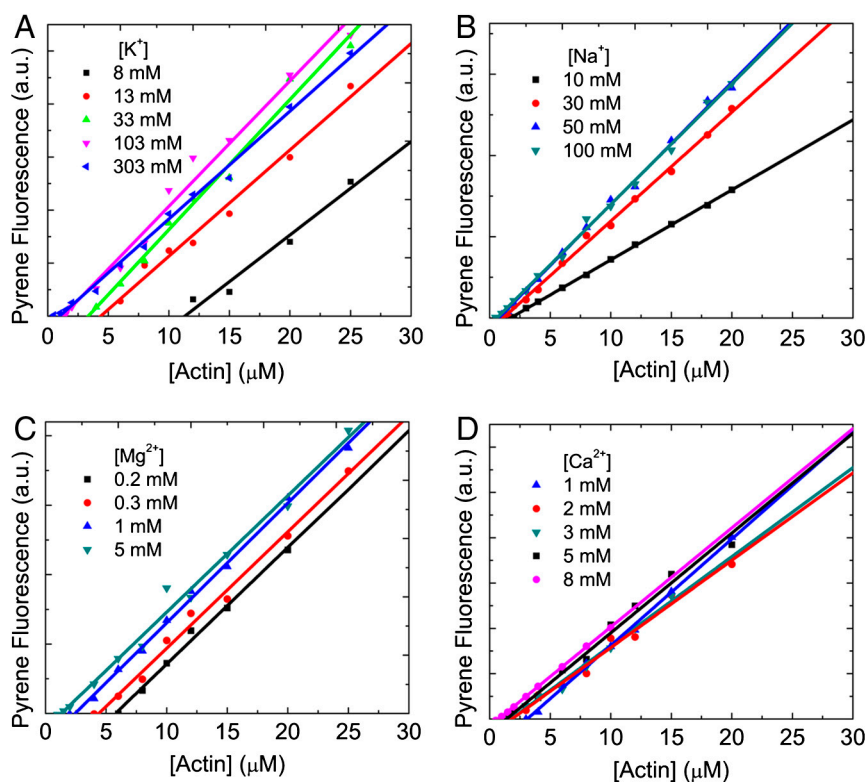 A
[K⁺]
8 mM
13 mM
33 mM
103 mM
303 mM
Pyrene Fluorescence (a.u.)
0 5 10 15 20 25 30
[Actin] (μM)
B
[Na⁺]
10 mM
30 mM
50 mM
100 mM
Pyrene Fluorescence (a.u.)
0 5 10 15 20 25 30
[Actin] (μM)
C
[Mg²⁺]
0.2 mM
0.3 mM
1 mM
5 mM
Pyrene Fluorescence (a.u.)
0 5 10 15 20 25 30
[Actin] (μM)
D
[Ca²⁺]
1 mM
2 mM
3 mM
5 mM
8 mM
Pyrene Fluorescence (a.u.)
0 5 10 15 20 25 30
[Actin] (μM)